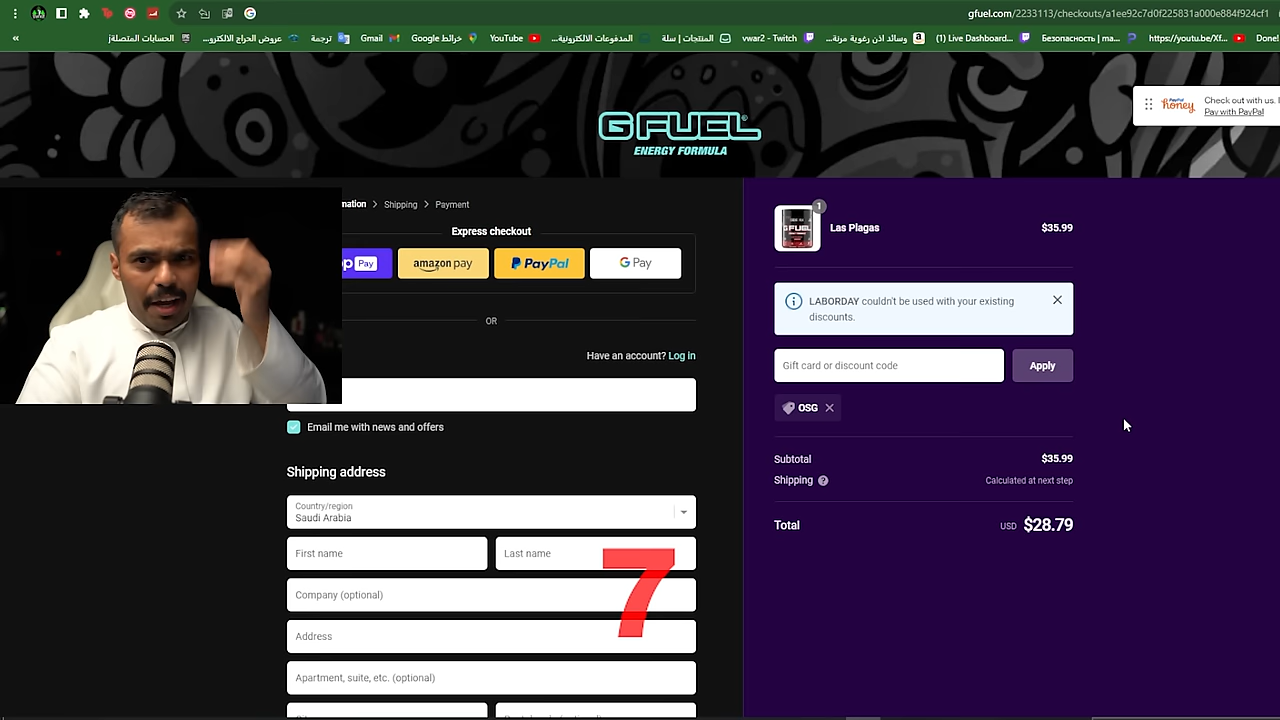 gfuel.com/2233113/checkouts/a1ee92c7d0f225831a000e884f924cf1
الحسابات المتصلة
عروض الحراج الالكترو...
ترجمة
Gmail
خرائط Google
YouTube
المدفوعات الالكترونية...
المنتجات | سلة
vwar2 - Twitch
وسائد اذن رغوية مرنة...
(1) Live Dashboard...
Безопасность | ma...
https://youtu.be/Xf...
Done!
G FUEL®
ENERGY FORMULA
PayPal
honey
Check out with us.
Pay with PayPal
mation > Shipping > Payment
Express checkout
p Pay
amazon pay
PayPal
G Pay
OR
Have an account? Log in
Email me with news and offers
Shipping address
Country/region
Saudi Arabia
First name
Last name
7
Company (optional)
Address
Apartment, suite, etc. (optional)
1
G FUEL
Las Plagas
$35.99
LABORDAY couldn't be used with your existing
discounts.
Gift card or discount code
Apply
OSG
Subtotal
$35.99
Shipping
Calculated at next step
Total
USD $28.79